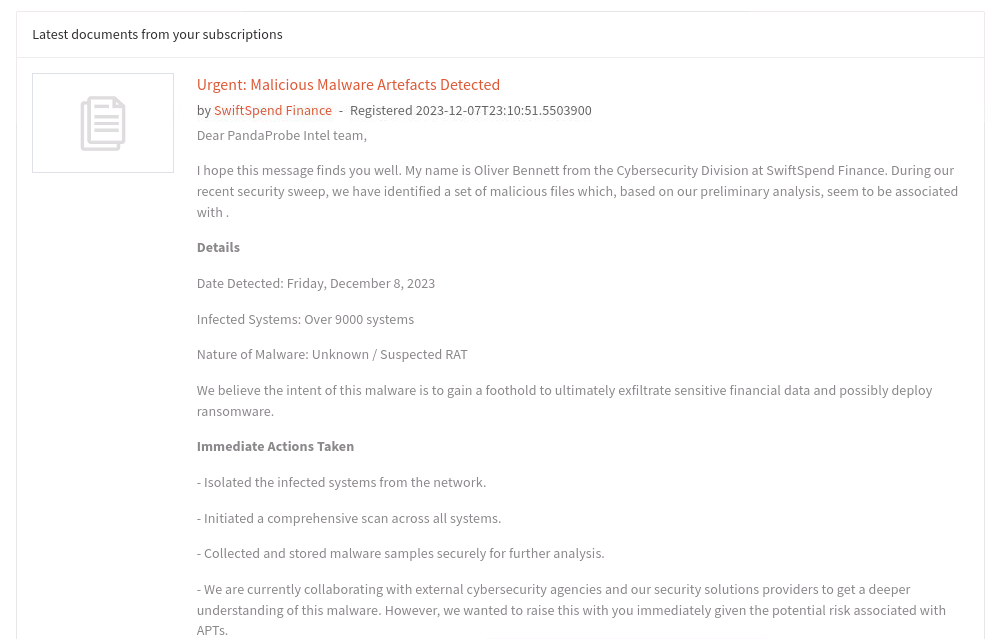 Latest documents from your subscriptions
Urgent: Malicious Malware Artefacts Detected
by SwiftSpend Finance - Registered 2023-12-07T23:10:51.5503900
Dear PandaProbe Intel team,
I hope this message finds you well. My name is Oliver Bennett from the Cybersecurity Division at SwiftSpend Finance. During our
recent security sweep, we have identified a set of malicious files which, based on our preliminary analysis, seem to be associated
with .
Details
Date Detected: Friday, December 8, 2023
Infected Systems: Over 9000 systems
Nature of Malware: Unknown / Suspected RAT
We believe the intent of this malware is to gain a foothold to ultimately exfiltrate sensitive financial data and possibly deploy
ransomware.
Immediate Actions Taken
- Isolated the infected systems from the network.
- Initiated a comprehensive scan across all systems.
- Collected and stored malware samples securely for further analysis.
- We are currently collaborating with external cybersecurity agencies and our security solutions providers to get a deeper
understanding of this malware. However, we wanted to raise this with you immediately given the potential risk associated with
APTs.